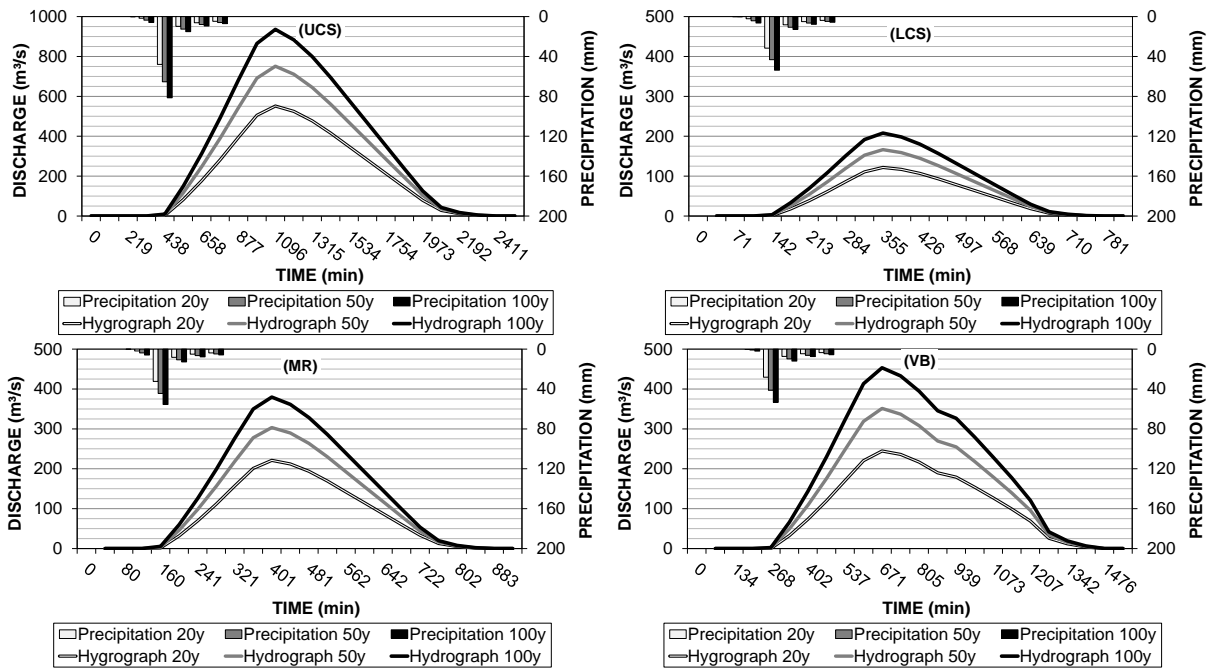 (UCS)
1000
800
600
400
200
0
0
40
80
120
160
200
DISCHARGE (m³/s)
PRECIPITATION (mm)
0 219 438 658 877 1096 1315 1534 1754 1973 2192 2411
TIME (min)
Precipitation 20y Precipitation 50y Precipitation 100y
Hygrograph 20y Hydrograph 50y Hydrograph 100y
(LCS)
500
400
300
200
100
0
0
40
80
120
160
200
DISCHARGE (m³/s)
PRECIPITATION (mm)
0 71 142 213 284 355 426 497 568 639 710 781
TIME (min)
Precipitation 20y Precipitation 50y Precipitation 100y
Hygrograph 20y Hydrograph 50y Hydrograph 100y
(MR)
500
400
300
200
100
0
0
40
80
120
160
200
DISCHARGE (m³/s)
PRECIPITATION (mm)
0 80 160 241 321 401 481 562 642 722 802 883
TIME (min)
Precipitation 20y Precipitation 50y Precipitation 100y
Hygrograph 20y Hydrograph 50y Hydrograph 100y
(VB)
500
400
300
200
100
0
0
40
80
120
160
200
DISCHARGE (m³/s)
PRECIPITATION (mm)
0 134 268 402 537 671 805 939 1073 1207 1342 1476
TIME (min)
Precipitation 20y Precipitation 50y Precipitation 100y
Hygrograph 20y Hydrograph 50y Hydrograph 100y